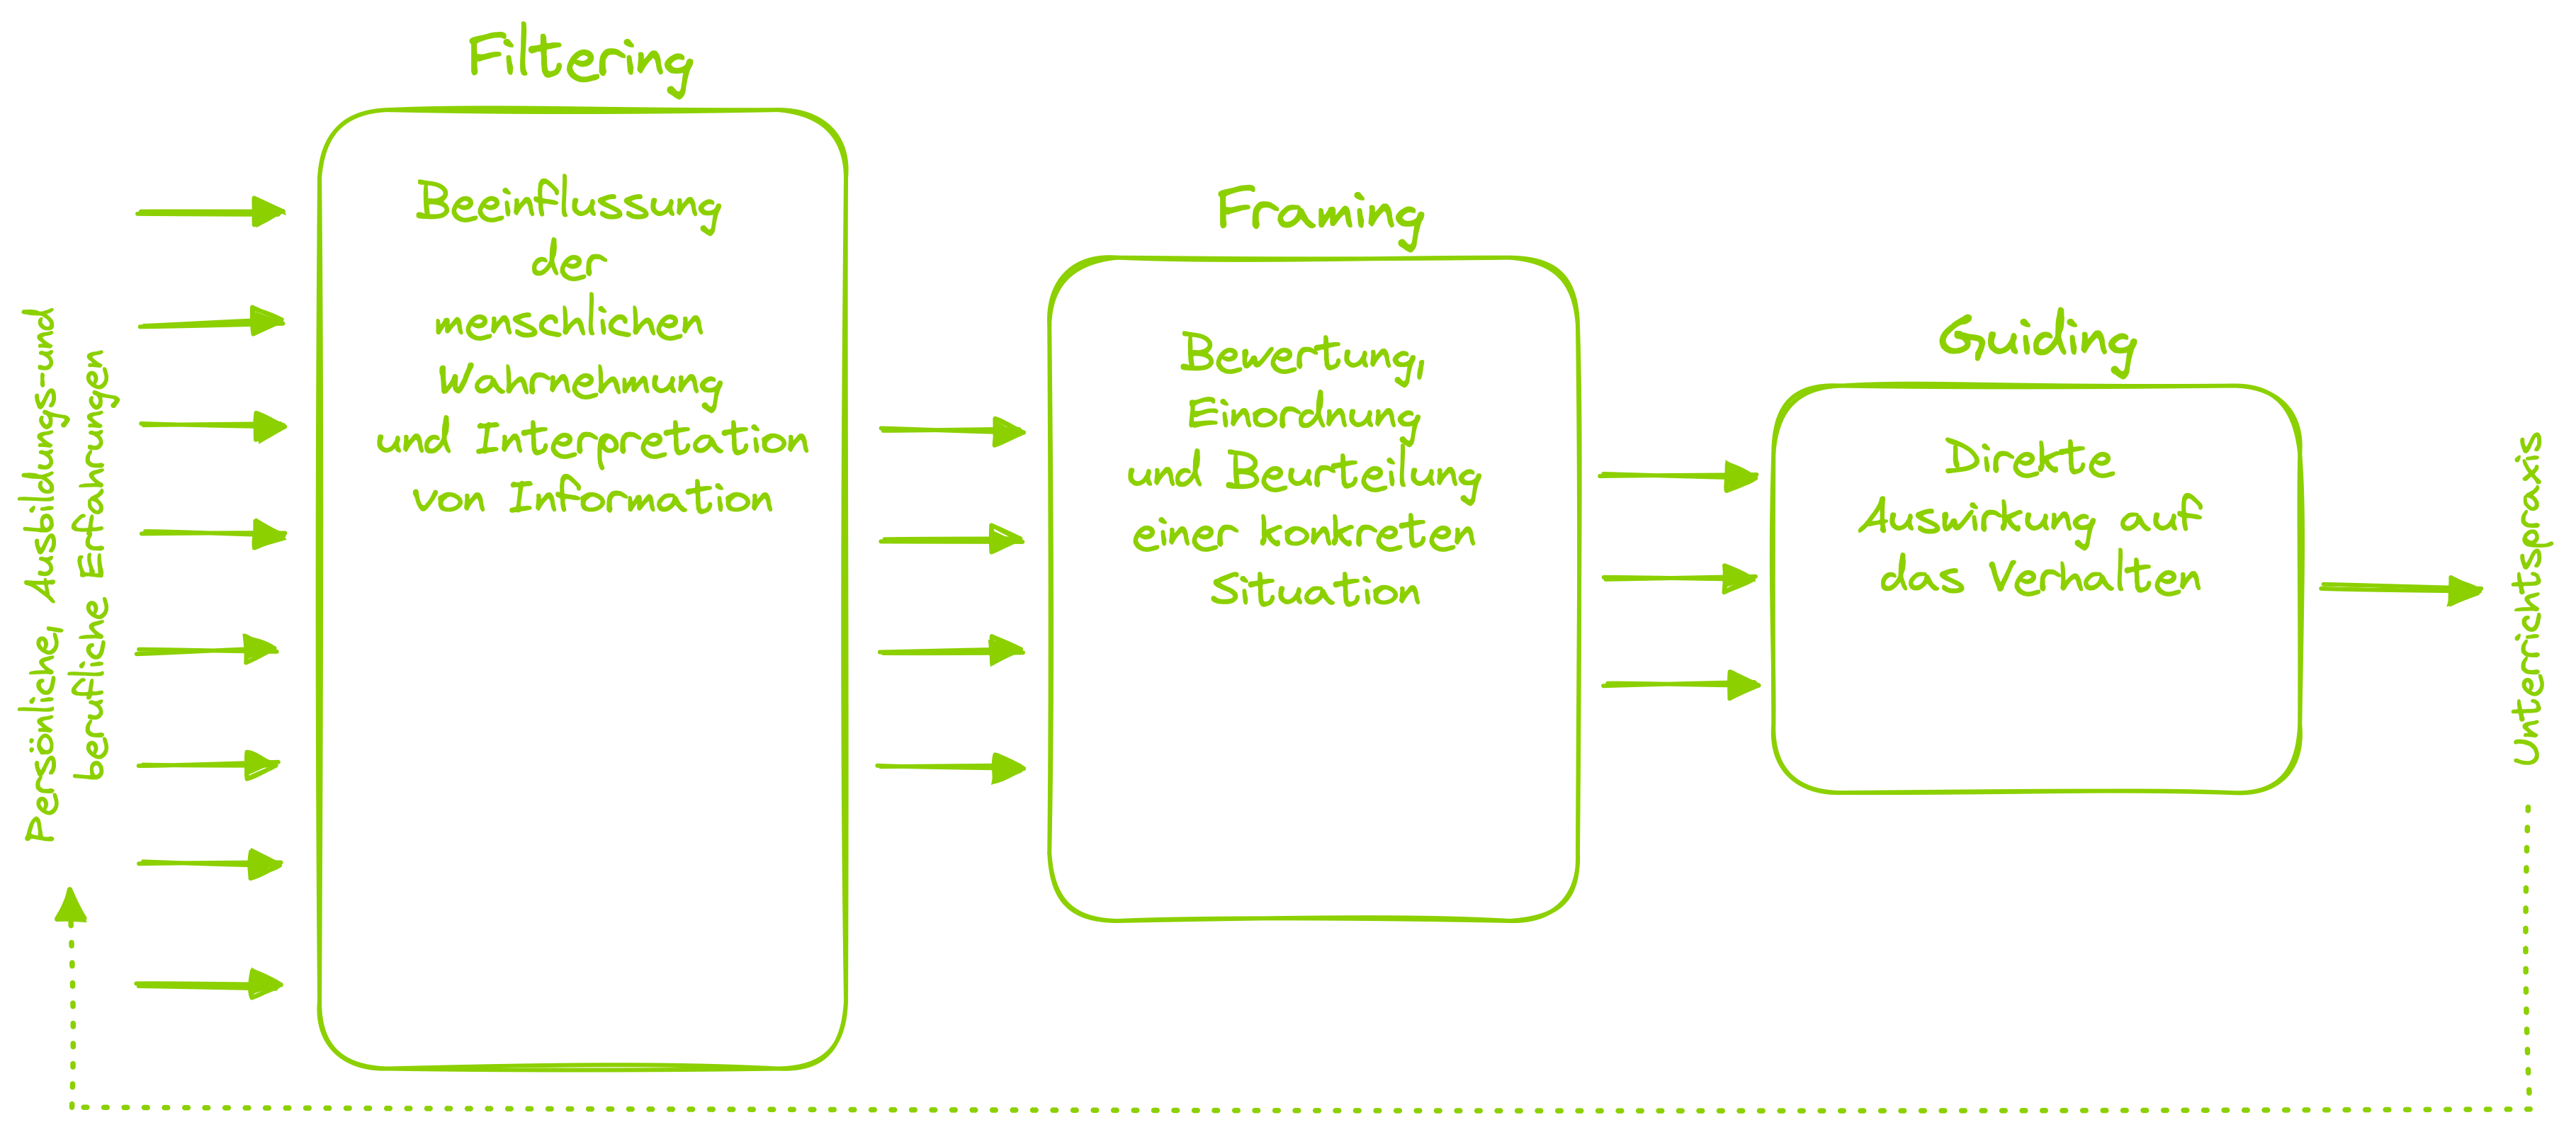 Persönliche, Ausbildungs-und
berufliche Erfahrungen
Filtering
Beeinflussung
der
menschlichen
Wahrnehmung
und Interpretation
von Information
Framing
Bewertung,
Einordnung
und Beurteilung
einer konkreten
Situation
Guiding
Direkte
Auswirkung auf
das Verhalten
Unterrichtspraxis